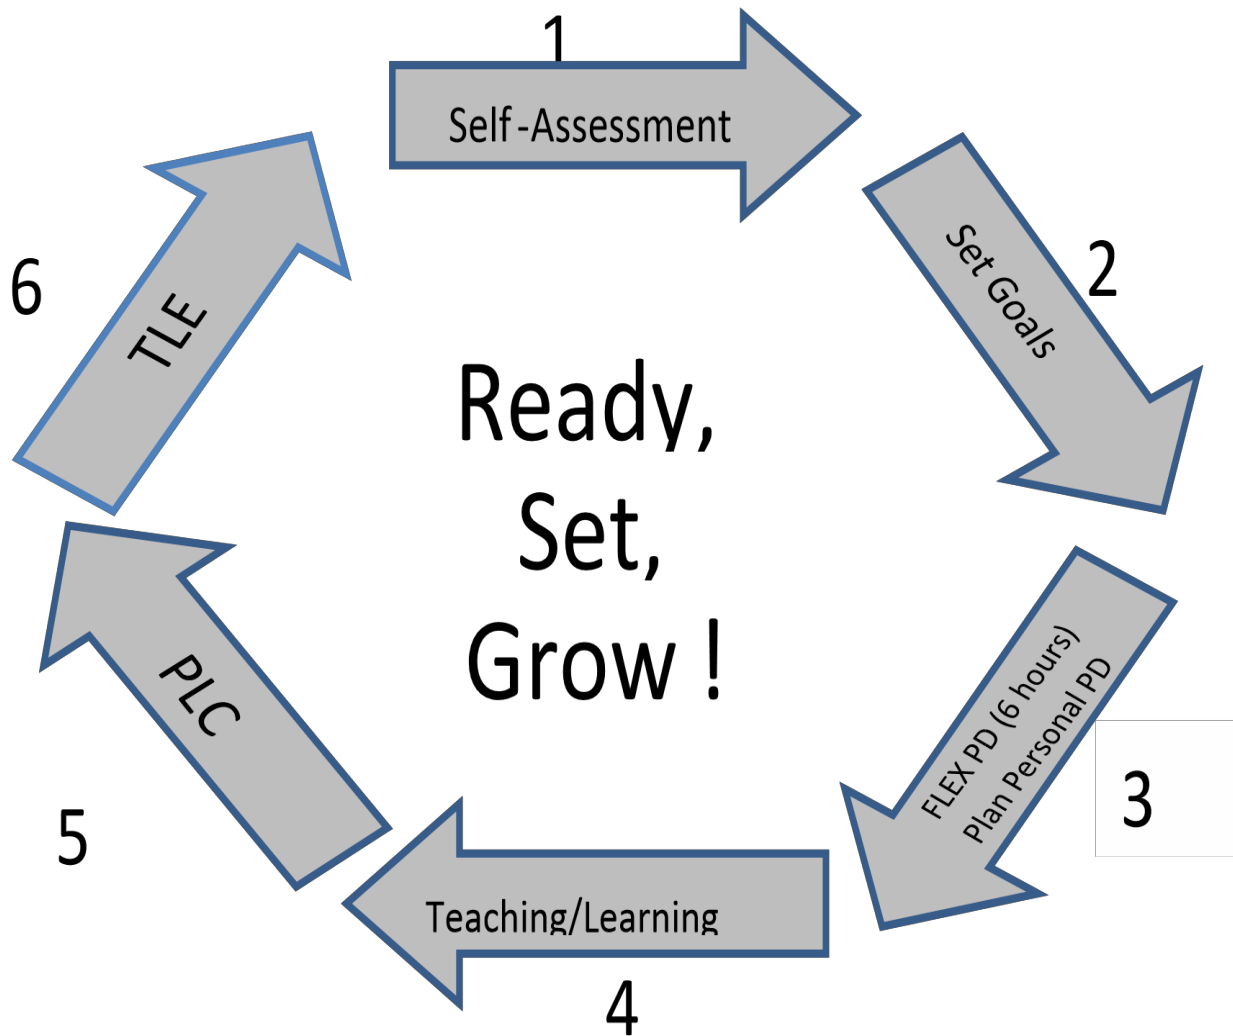 1
Self-Assessment
2
Set Goals
3
FLEX PD (6 hours)
Plan Personal PD
4
Teaching/Learning
5
PLC
6
TLE
Ready,
Set,
Grow !